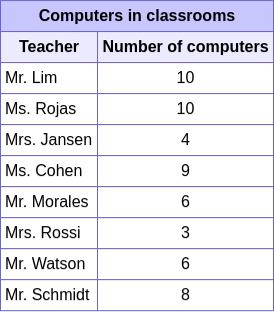 Computers in classrooms
Teacher Number of computers
Mr. Lim 10
Ms. Rojas 10
Mrs. Jansen 4
Ms. Cohen 9
Mr. Morales 6
Mrs. Rossi 3
Mr. Watson 6
Mr. Schmidt 8